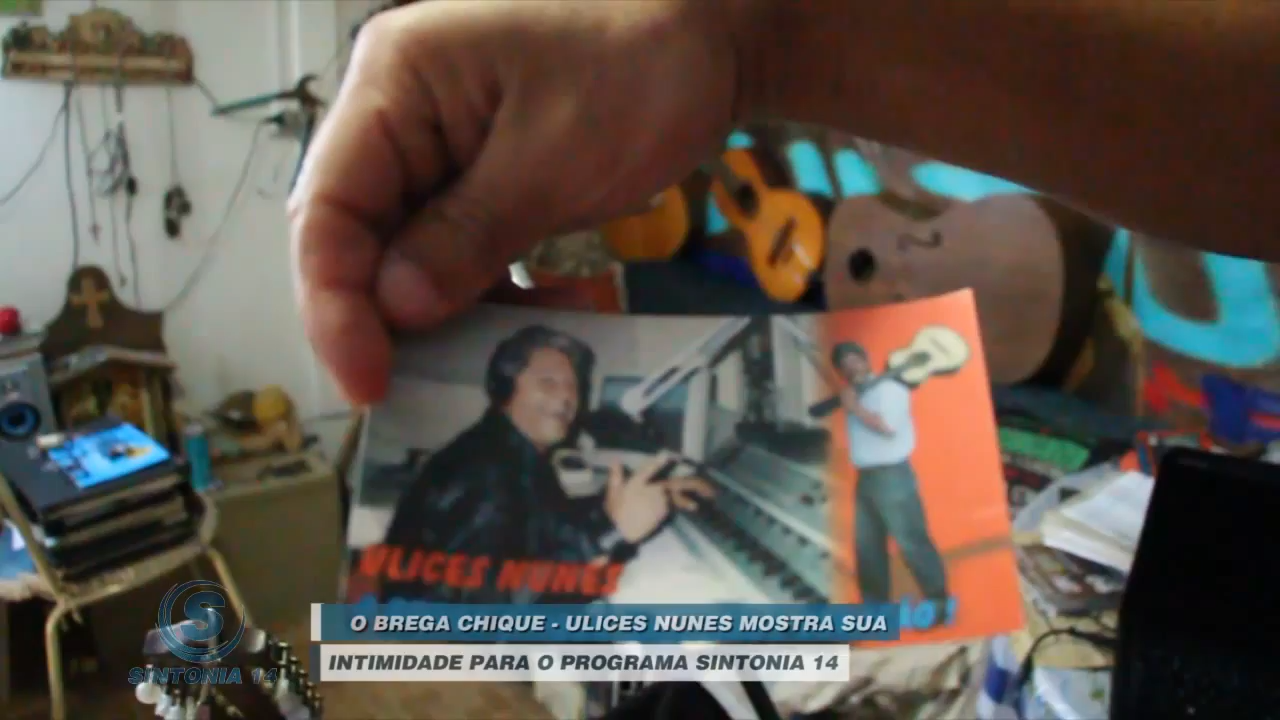 ULICES NUNES
O BREGA CHIQUE - ULICES NUNES MOSTRA SUA
INTIMIDADE PARA O PROGRAMA SINTONIA 14
S
SINTONIA 14